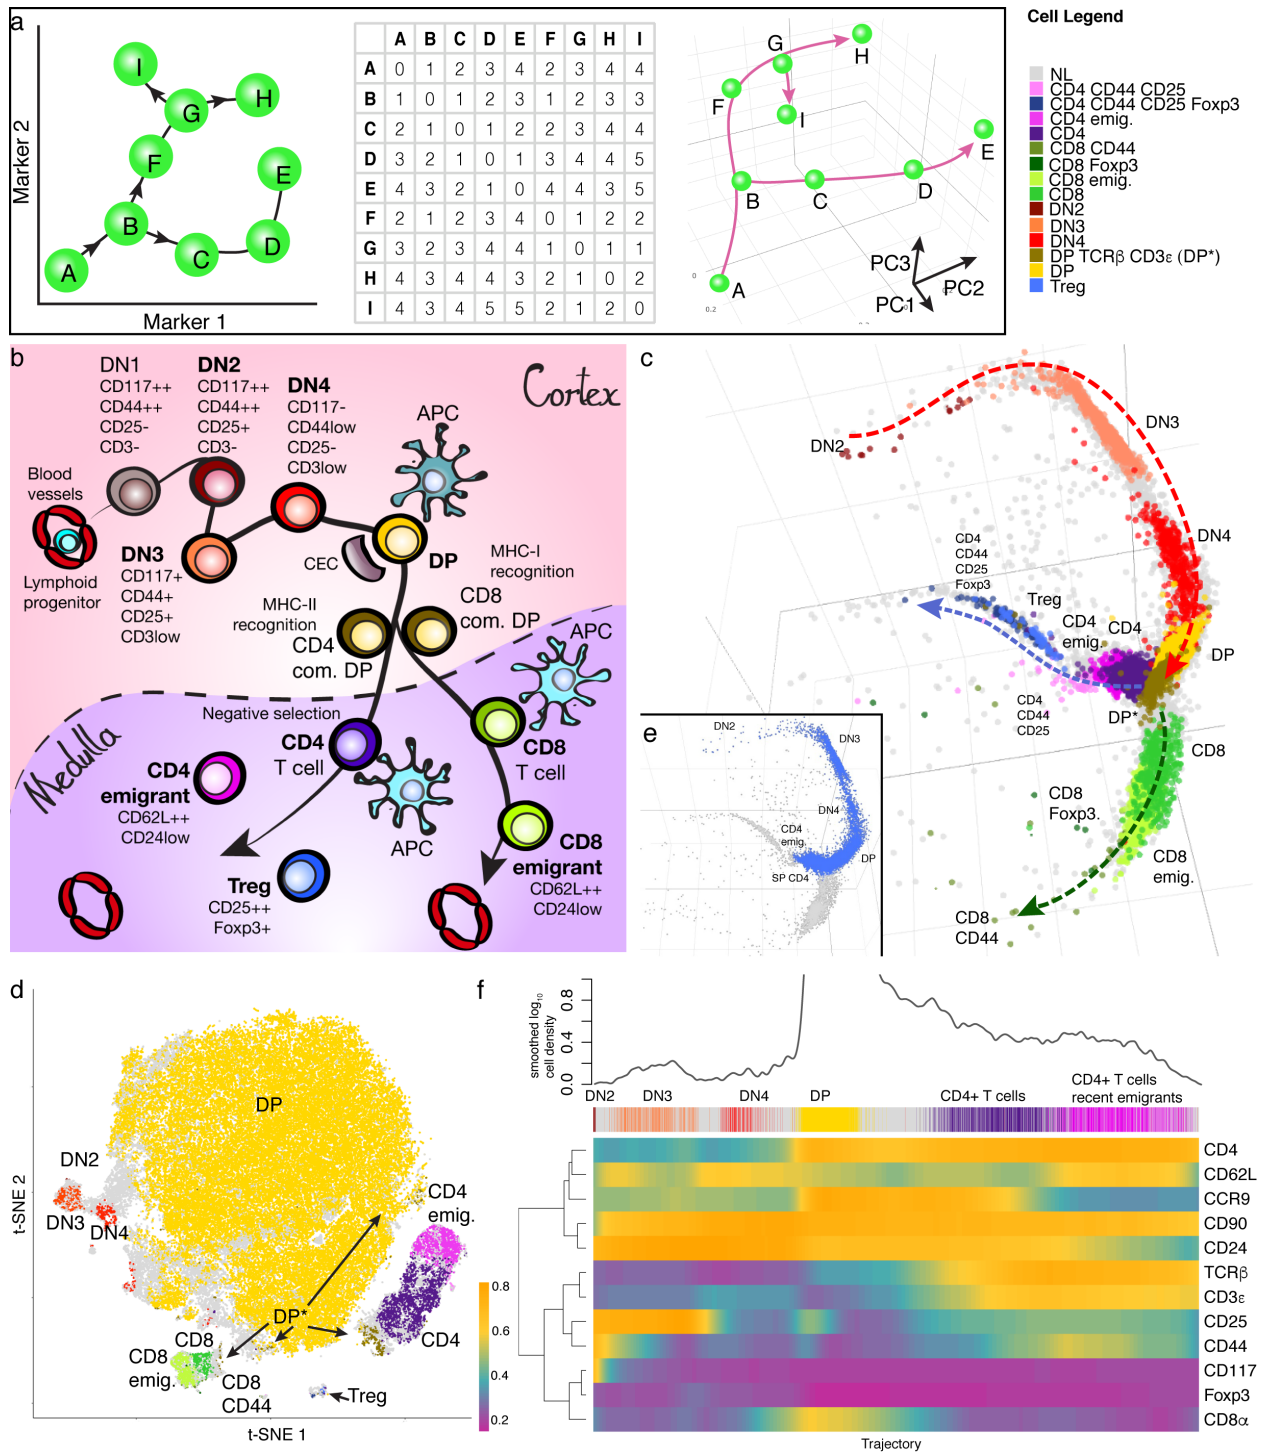 a
Marker 2
Marker 1
A
B
C
D
E
F
G
H
I
A B C D E F G H I
A 0 1 2 3 4 2 3 4 4
B 1 0 1 2 3 1 2 3 3
C 2 1 0 1 2 2 3 4 4
D 3 2 1 0 1 3 4 4 5
E 4 3 2 1 0 4 4 3 5
F 2 1 2 3 4 0 1 2 2
G 3 2 3 4 4 1 0 1 1
H 4 3 4 4 3 2 1 0 2
I 4 3 4 5 5 2 1 2 0
G
H
F
I
E
B
C
D
A
PC3
PC2
PC1
0
0.2
Cell Legend
NL
CD4 CD44 CD25
CD4 CD44 CD25 Foxp3
CD4 emig.
CD4
CD8 CD44
CD8 Foxp3
CD8 emig.
CD8
DN2
DN3
DN4
DP TCRβ CD3ε (DP*)
DP
Treg
b
Cortex
DN1
CD117++
CD44++
CD25-
CD3-
DN2
CD117++
CD44++
CD25+
CD3-
DN4
CD117-
CD44low
CD25-
CD3low
APC
Blood
vessels
Lymphoid
progenitor
DN3
CD117+
CD44+
CD25+
CD3low
CEC
DP
MHC-I
recognition
MHC-II
recognition
CD8
com. DP
CD4
com. DP
APC
Medulla
Negative selection
CD4
T cell
CD8
T cell
CD4
emigrant
CD62L++
CD24low
APC
CD8
emigrant
CD62L++
CD24low
Treg
CD25++
Foxp3+
c
DN2
DN3
DN4
CD4
CD44
CD25
Foxp3
Treg
CD4
emig.
CD4
DP
CD4
CD44
CD25
DP*
CD8
CD8
Foxp3.
CD8
emig.
CD8
CD44
e
DN2
DN3
DN4
CD4
emig.
DP
SP CD4
d
t-SNE 2
t-SNE 1
DP
DN2
DN3
DN4
CD4
emig.
DP*
CD4
CD8
CD8
emig.
CD8
CD44
Treg
0.8
0.6
0.4
0.2
f
smoothed log10
cell density
0.0 0.4 0.8
DN2 DN3 DN4 DP CD4+ T cells
CD4+ T cells
recent emigrants
CD4
CD62L
CCR9
CD90
CD24
TCRβ
CD3ε
CD25
CD44
CD117
Foxp3
CD8α
Trajectory